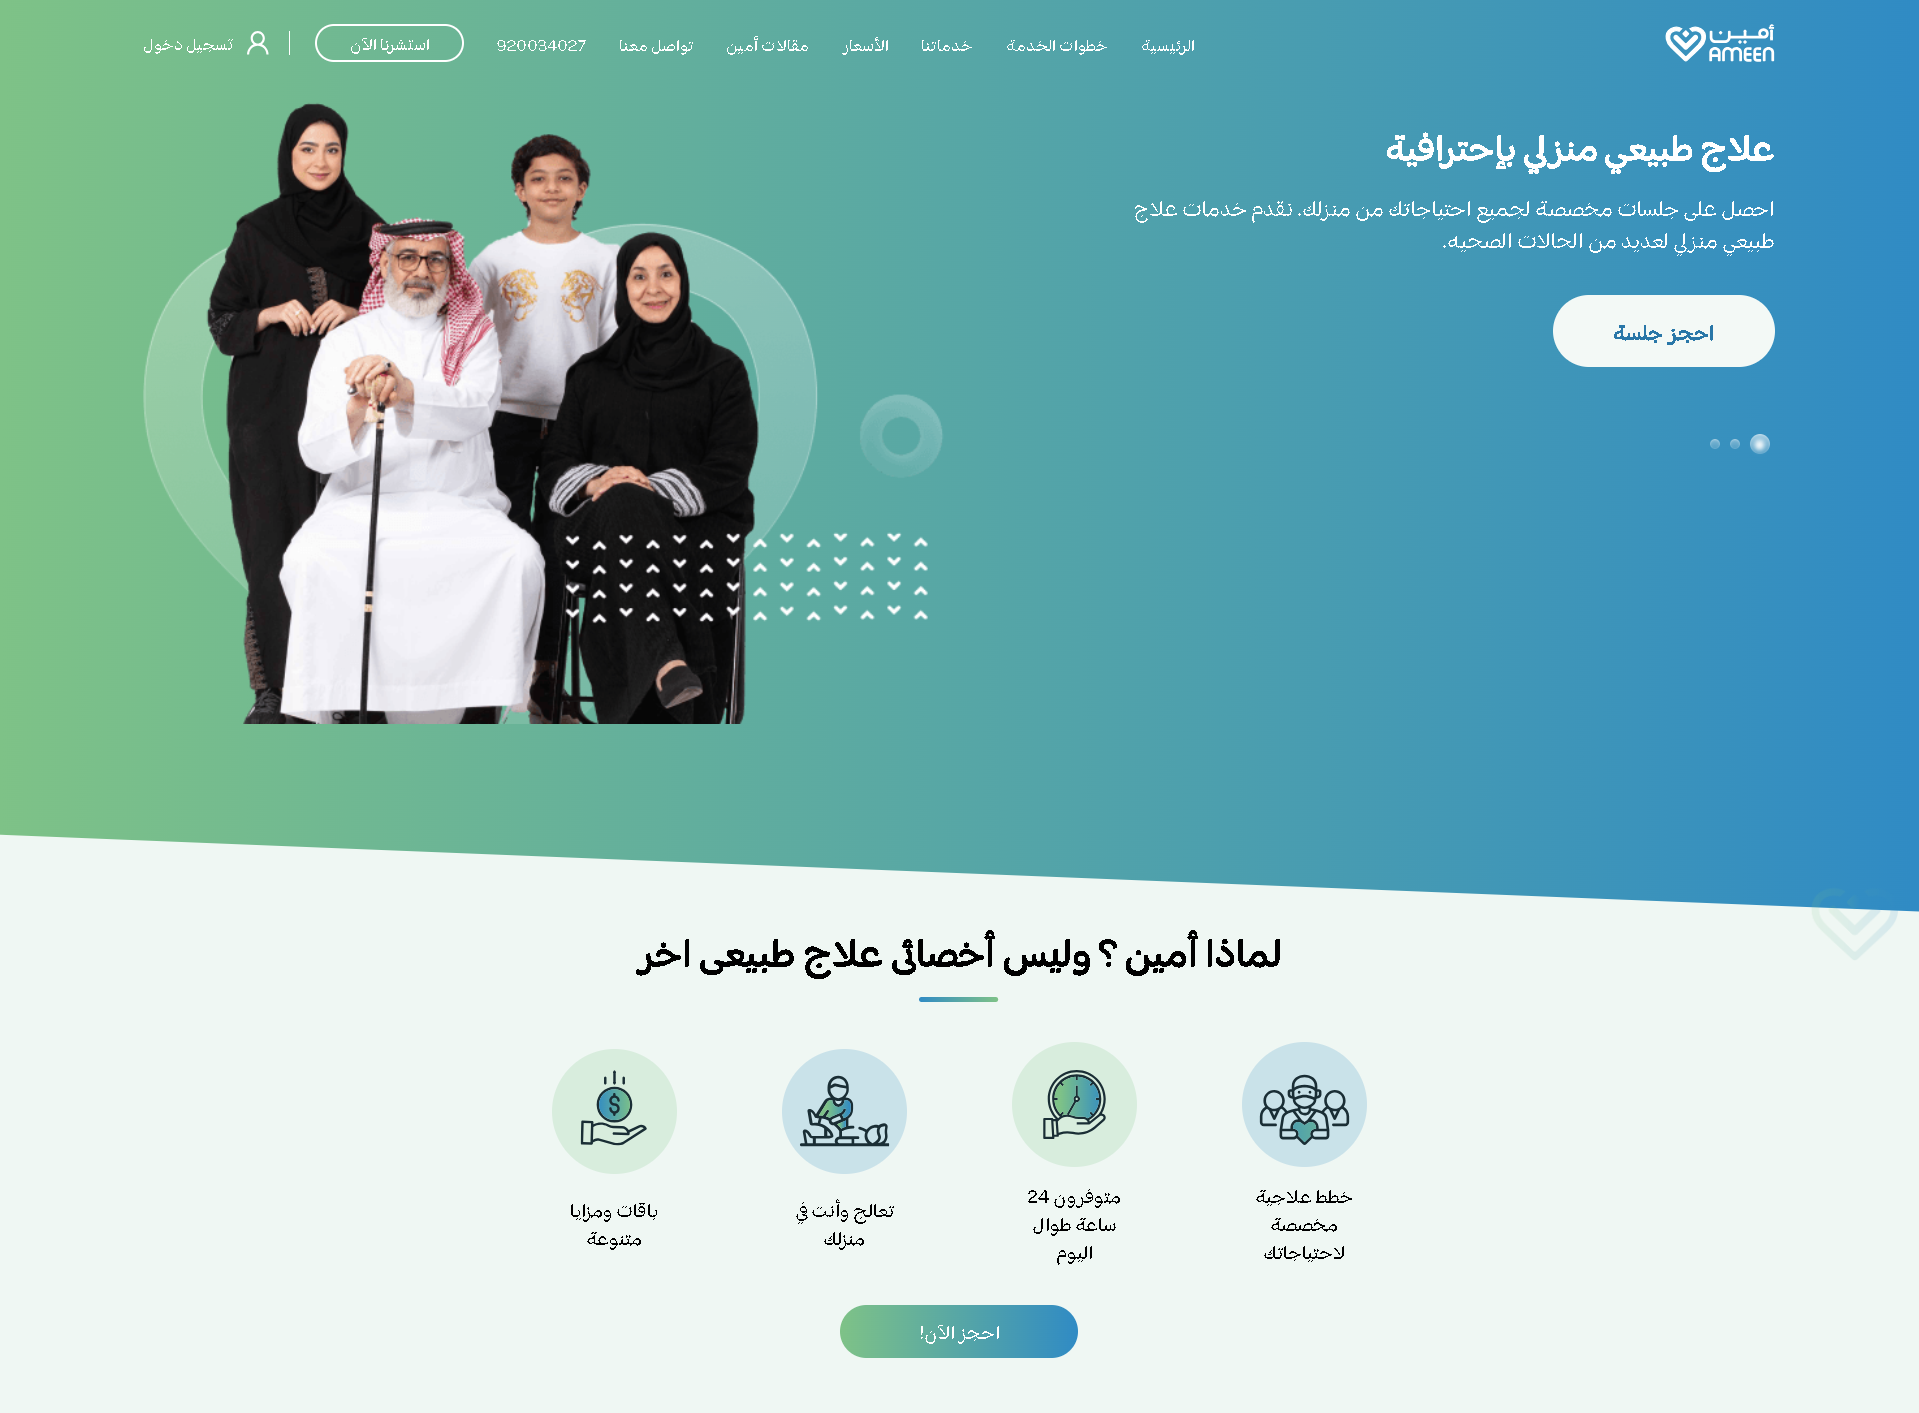 أمين
AMEEN
الرئيسية
خطوات الخدمة
خدماتنا
الأسعار
مقالات أمين
تواصل معنا
920034027
استشرنا الآن
تسجيل دخول
علاج طبيعي منزلي بإحترافية
احصل على جلسات مخصصة لجميع احتياجاتك من منزلك. نقدم خدمات علاج
طبيعي منزلي لعديد من الحالات الصحيه.
احجز جلسة
لماذا أمين ؟ وليس أخصائى علاج طبيعى اخر
خطط علاجية
مخصصة
لاحتياجاتك
متوفرون 24
ساعة طوال
اليوم
تعالج وأنت في
منزلك
باقات ومزايا
متنوعة
احجز الآن!